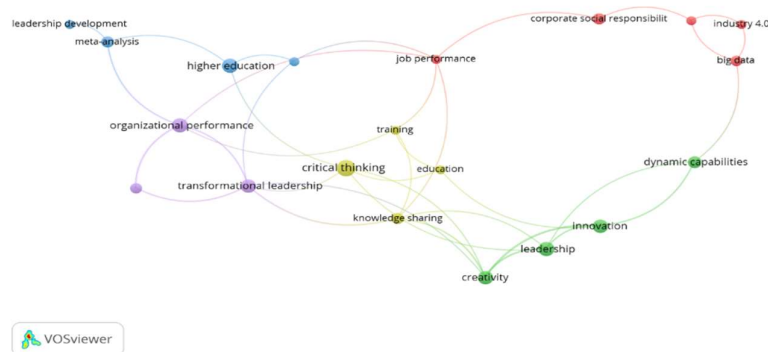 leadership development
meta-analysis
higher education
corporate social responsibilit
industry 4.0
job performance
big data
organizational performance
training
critical thinking
education
dynamic capabilities
transformational leadership
knowledge sharing
innovation
leadership
creativity
VOSviewer